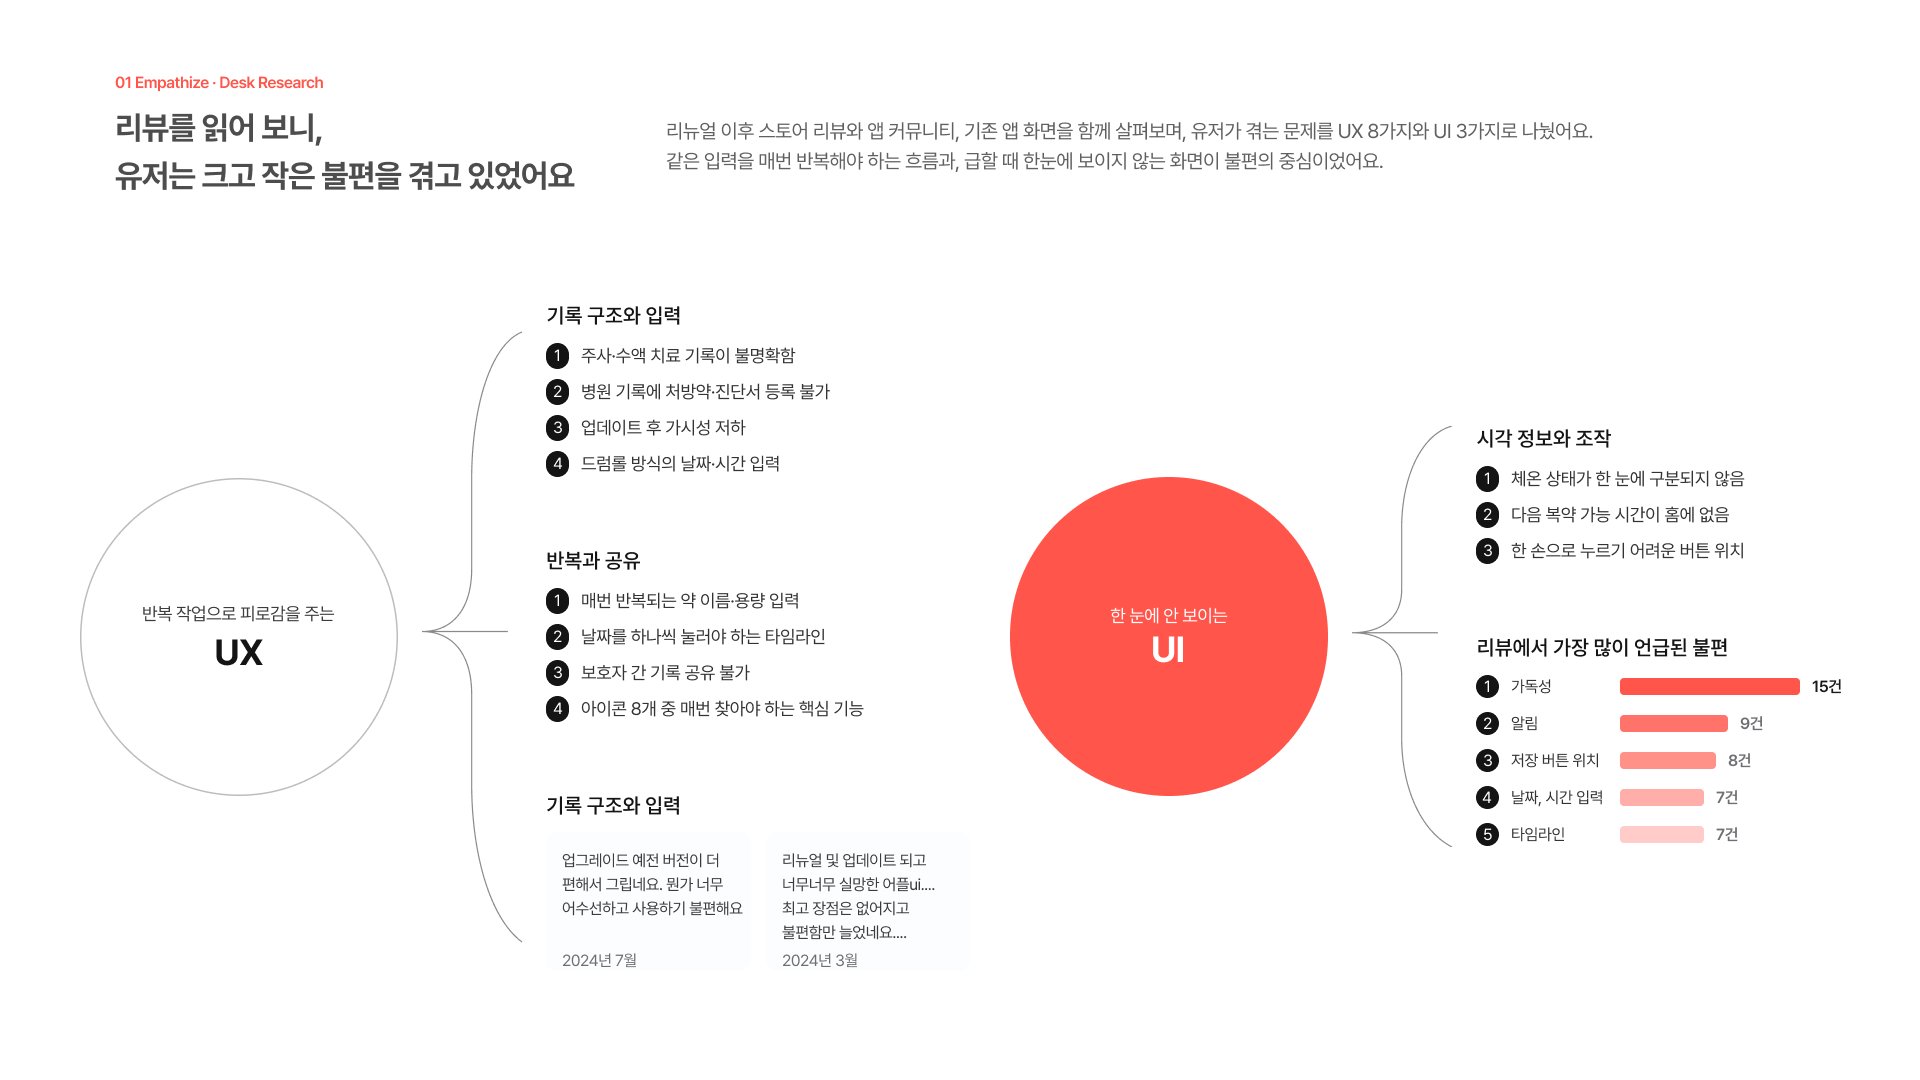 01 Empathize · Desk Research
리뷰를 읽어 보니,
유저는 크고 작은 불편을 겪고 있었어요
리뉴얼 이후 스토어 리뷰와 앱 커뮤니티, 기존 앱 화면을 함께 살펴보며, 유저가 겪는 문제를 UX 8가지와 UI 3가지로 나눴어요.
같은 입력을 매번 반복해야 하는 흐름과, 급할 때 한눈에 보이지 않는 화면이 불편의 중심이었어요.
반복 작업으로 피로감을 주는
UX
기록 구조와 입력
1 주사·수액 치료 기록이 불명확함
2 병원 기록에 처방약·진단서 등록 불가
3 업데이트 후 가시성 저하
4 드럼롤 방식의 날짜·시간 입력
반복과 공유
1 매번 반복되는 약 이름·용량 입력
2 날짜를 하나씩 눌러야 하는 타임라인
3 보호자 간 기록 공유 불가
4 아이콘 8개 중 매번 찾아야 하는 핵심 기능
기록 구조와 입력
업그레이드 예전 버전이 더
편해서 그립네요. 뭔가 너무
어수선하고 사용하기 불편해요
2024년 7월
리뉴얼 및 업데이트 되고
너무너무 실망한 어플ui....
최고 장점은 없어지고
불편함만 늘었네요....
2024년 3월
한 눈에 안 보이는
UI
시각 정보와 조작
1 체온 상태가 한 눈에 구분되지 않음
2 다음 복약 가능 시간이 홈에 없음
3 한 손으로 누르기 어려운 버튼 위치
리뷰에서 가장 많이 언급된 불편
1 가독성 15건
2 알림 9건
3 저장 버튼 위치 8건
4 날짜, 시간 입력 7건
5 타임라인 7건